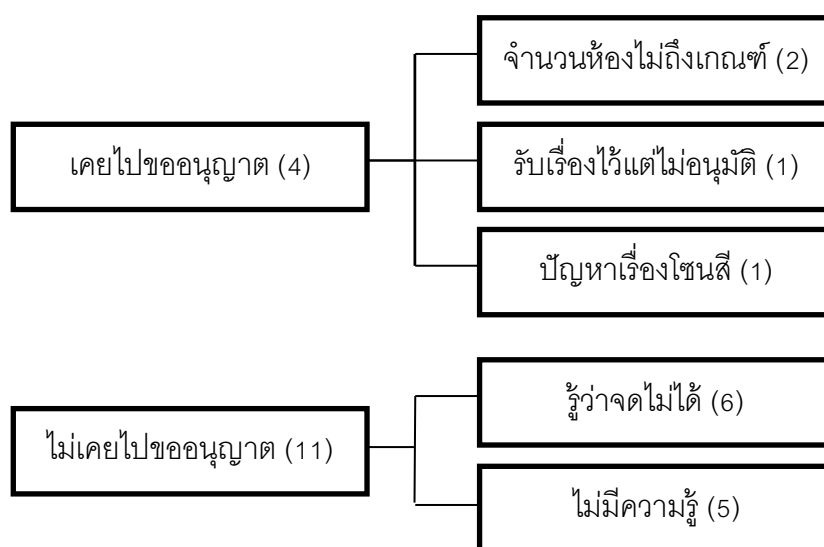 จำนวนห้องไม่ถึงเกณฑ์ (2)
เคยไปขออนุญาต (4)
รับเรื่องไว้แต่ไม่อนุมัติ (1)
ปัญหาเรื่องโซนสี (1)
รู้ว่าจดไม่ได้ (6)
ไม่เคยไปขออนุญาต (11)
ไม่มีความรู้ (5)